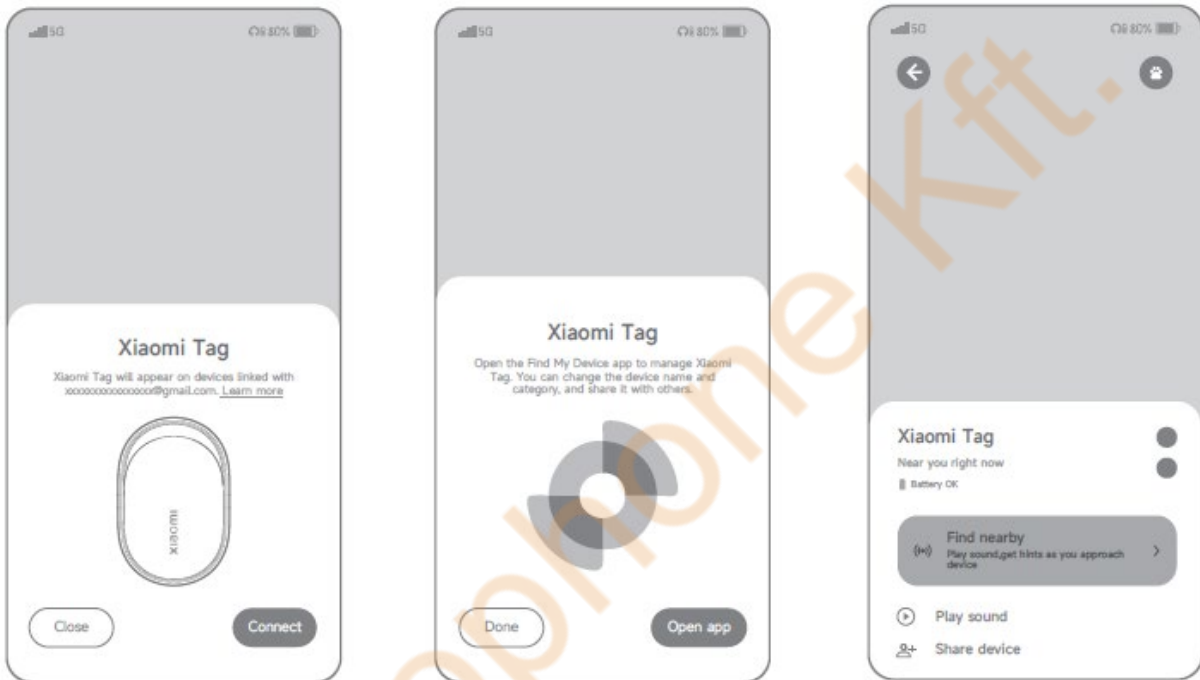 5G 80%
Xiaomi Tag
Xiaomi Tag will appear on devices linked with
xxxxxxxxxxxxxxx@gmail.com. Learn more
xiaomi
Close Connect
5G 80%
Xiaomi Tag
Open the Find My Device app to manage Xiaomi
Tag. You can change the device name and
category, and share it with others.
Done Open app
5G 80%
Xiaomi Tag
Near you right now
Battery OK
Find nearby
Play sound,get hints as you approach
device
Play sound
Share device
phone Kft.